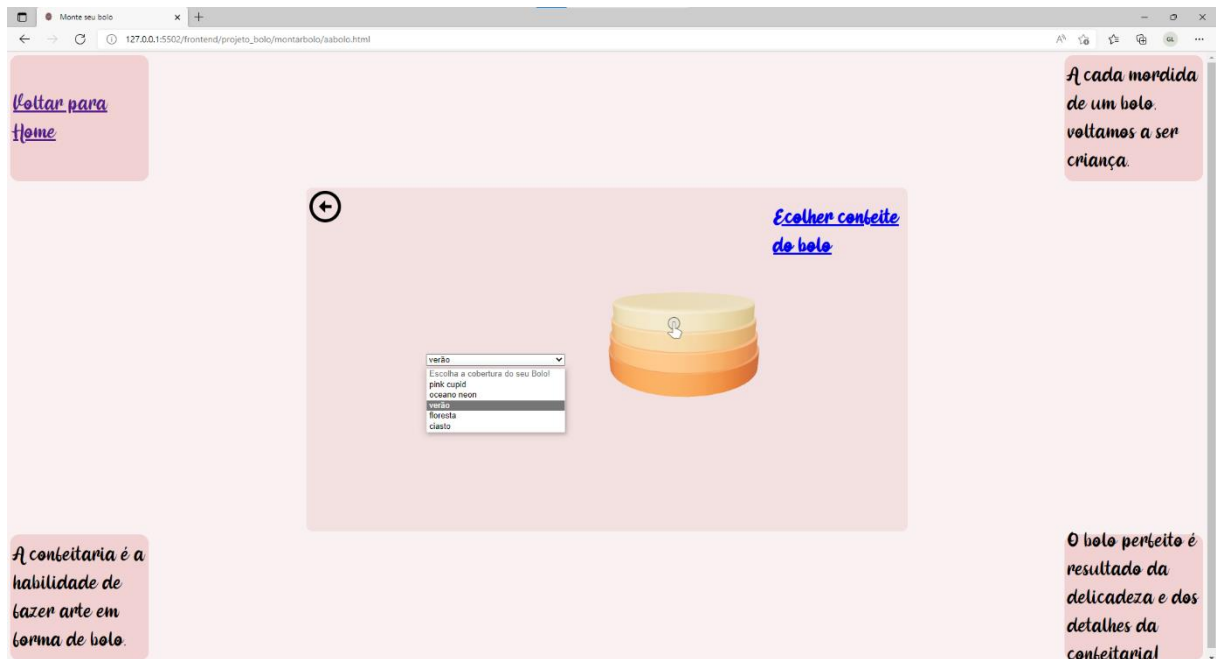 Monte seu bolo
127.0.0.1:5502/frontend/projeto_bolo/montarbolo/aabolo.html
GL
Voltar para
Home
A cada mordida
de um bolo,
voltamos a ser
criança.
Ecolher confeite
do bolo
verão
Escolha a cobertura do seu Bolo!
pink cupid
oceano neon
verão
floresta
ciasto
A confeitaria é a
habilidade de
fazer arte em
forma de bolo.
O bolo perfeito é
resultado da
delicadeza e dos
detalhes da
confeitaria!